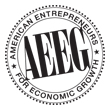 AMERICAN ENTREPRENEURS
AEEG
FOR ECONOMIC GROWTH